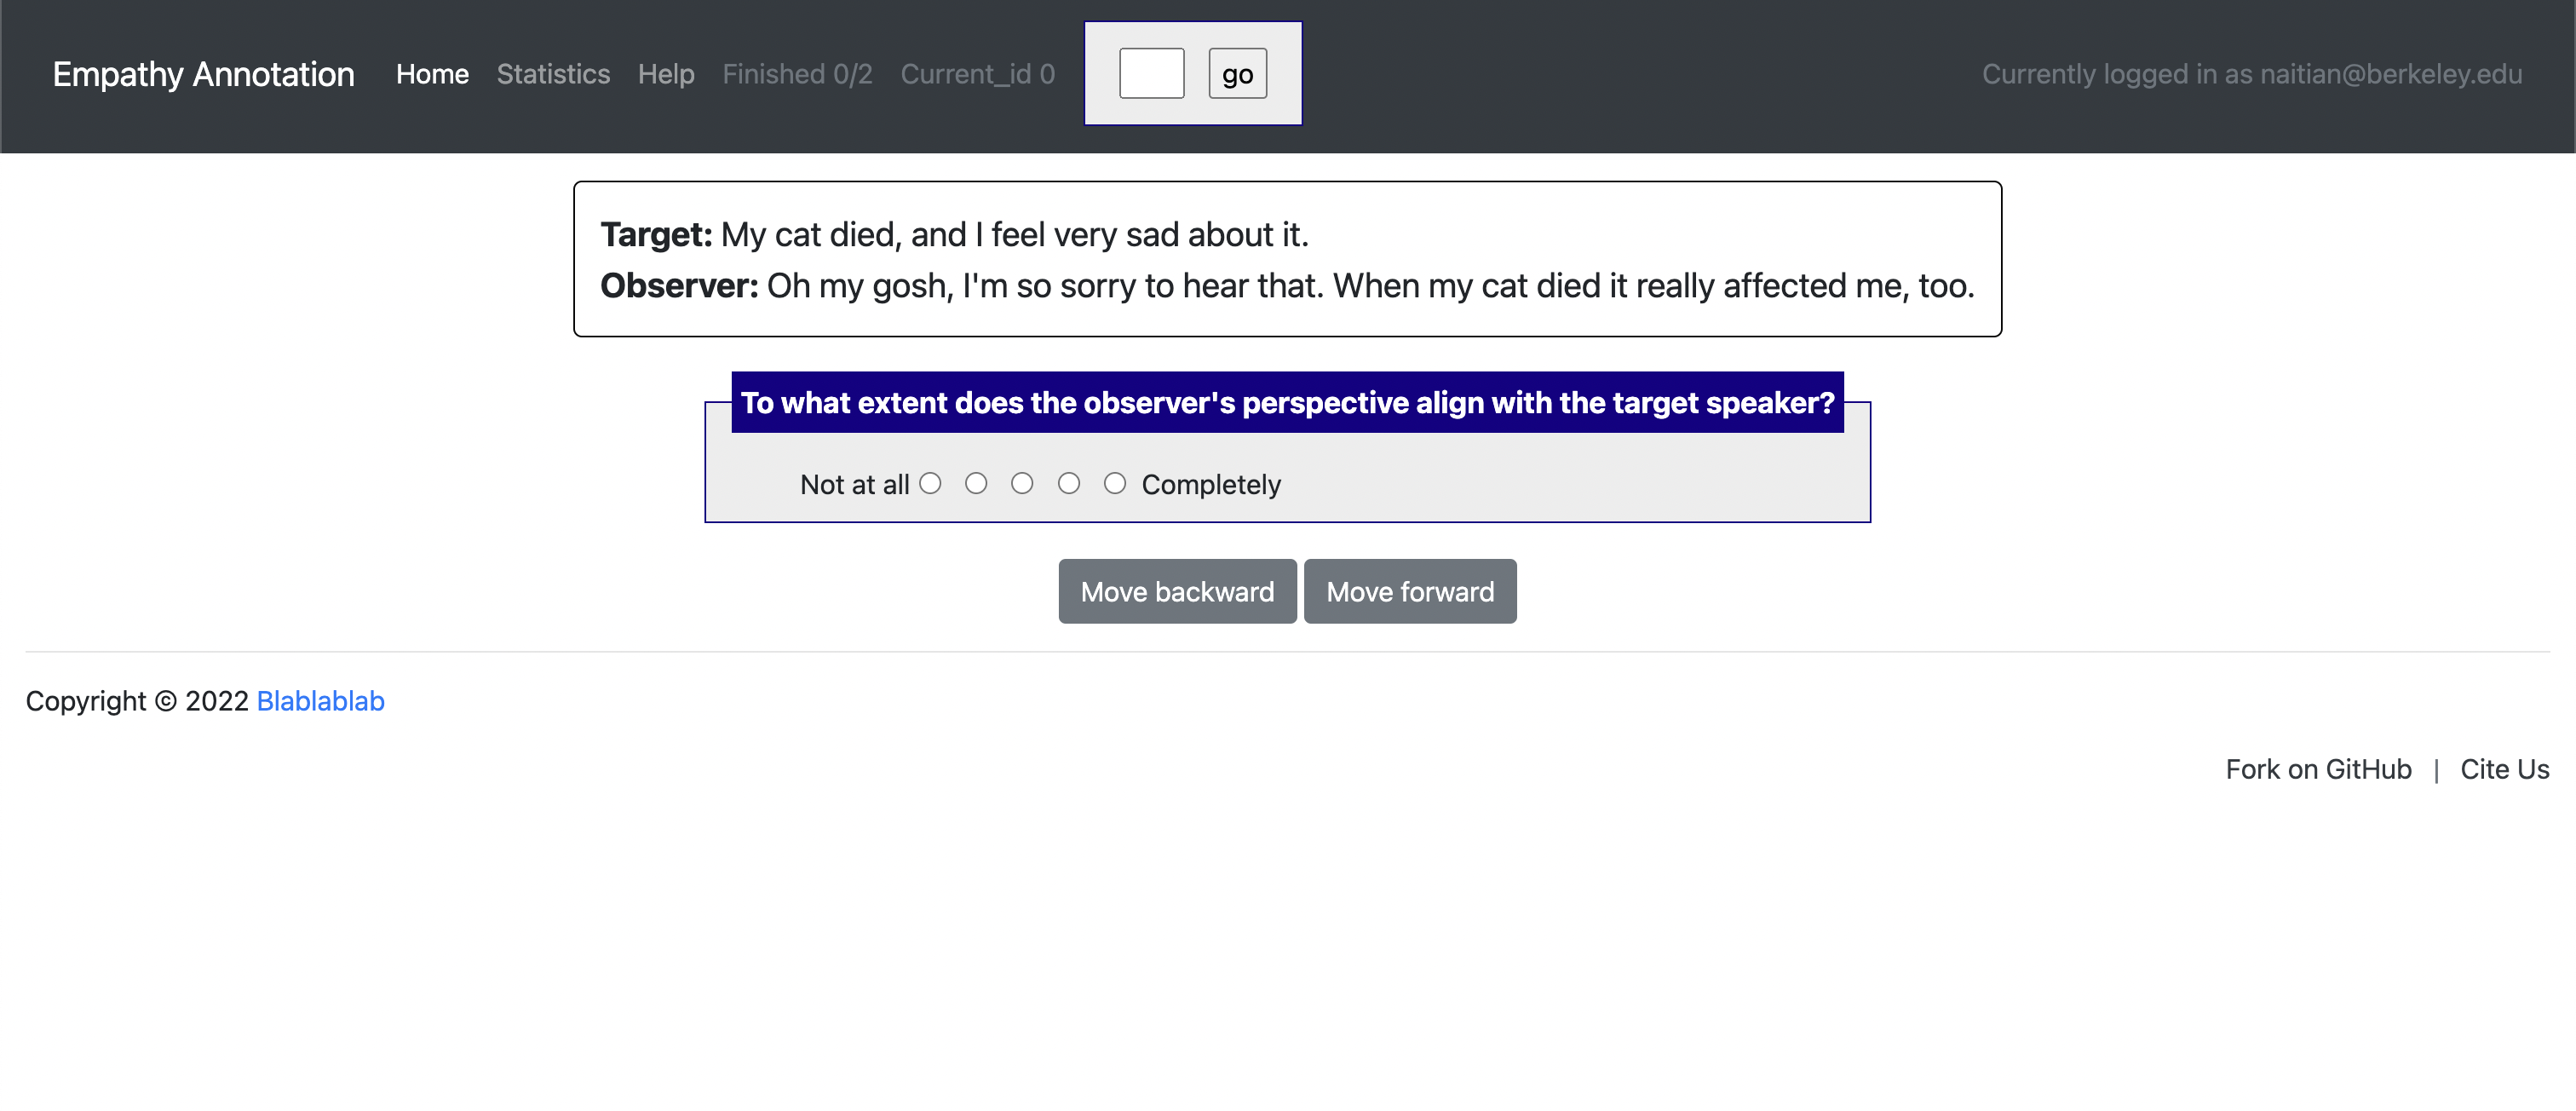 Empathy Annotation Home Statistics Help Finished 0/2 Current_id 0 go Currently logged in as naitian@berkeley.edu
Target: My cat died, and I feel very sad about it.
Observer: Oh my gosh, I'm so sorry to hear that. When my cat died it really affected me, too.
To what extent does the observer's perspective align with the target speaker?
Not at all Completely
Move backward Move forward
Copyright © 2022 Blablablab
Fork on GitHub | Cite Us